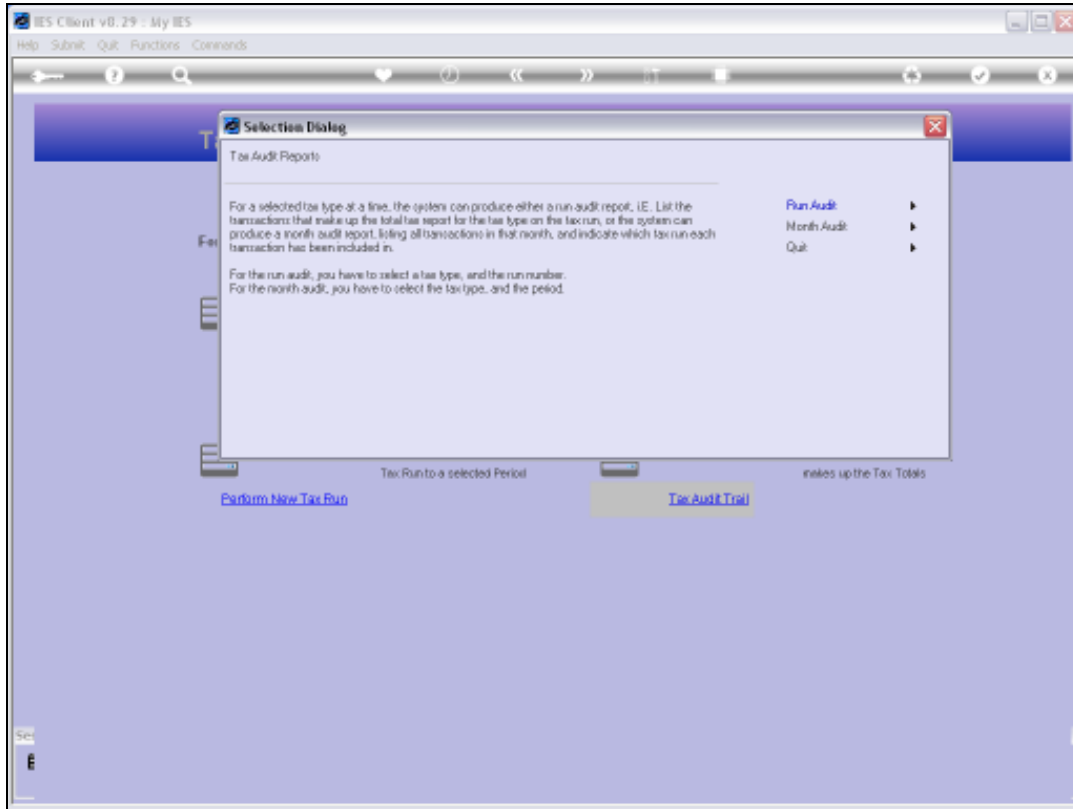 IES Client v8.29 : My IES
Help Submit Quit Functions Commands
Selection Dialog
Tax Audit Reports
For a selected tax type at a time, the system can produce either a run audit report, i.E. List the
transactions that make up the total tax report for the tax type on the tax run, or the system can
produce a month audit report, listing all transactions in that month, and indicate which tax run each
transaction has been included in.
For the run audit, you have to select a tax type, and the run number.
For the month audit, you have to select the tax type, and the period.
Run Audit
Month Audit
Quit
Tax Run to a selected Period
makes up the Tax Totals
Perform New Tax Run
Tax Audit Trail